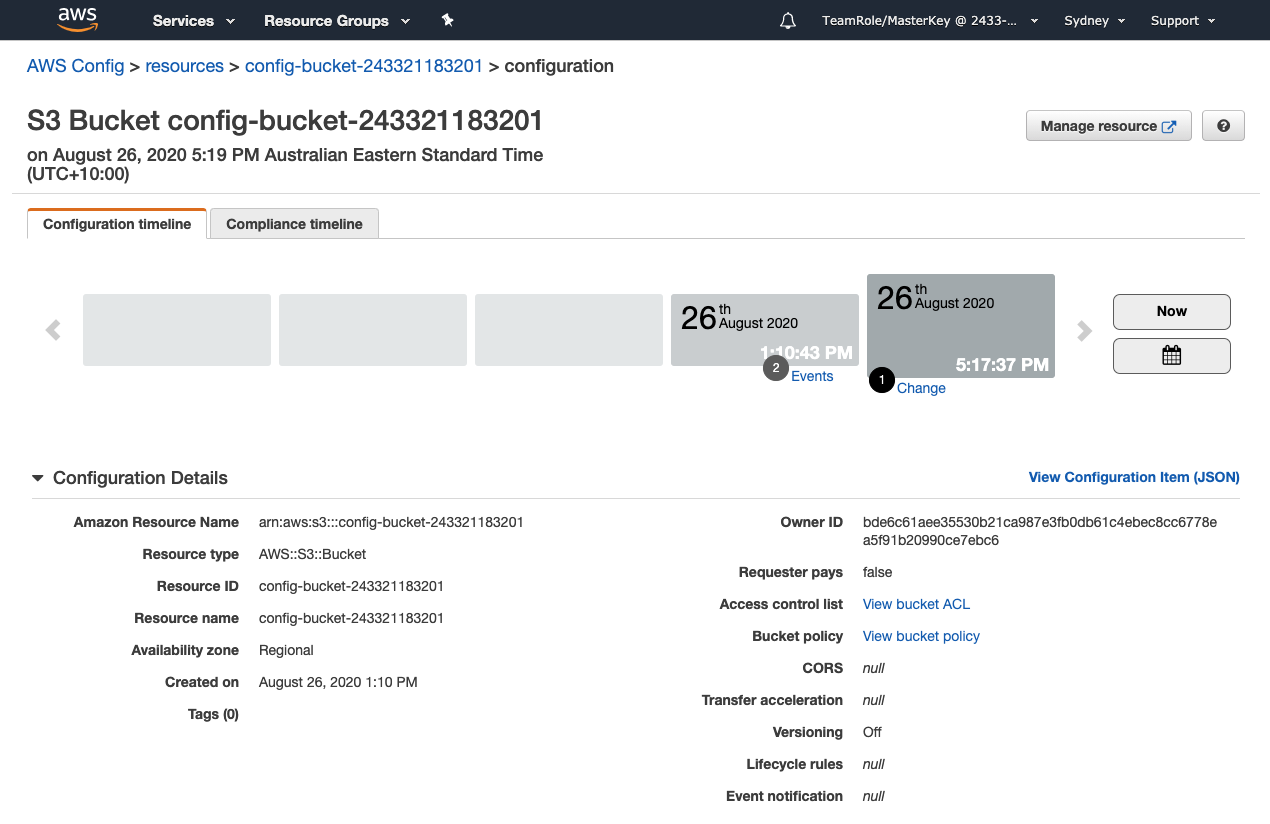 aws Services Resource Groups TeamRole/MasterKey @ 2433-... Sydney Support
AWS Config > resources > config-bucket-243321183201 > configuration
S3 Bucket config-bucket-243321183201
Manage resource ?
on August 26, 2020 5:19 PM Australian Eastern Standard Time
(UTC+10:00)
Configuration timeline Compliance timeline
26th August 2020
1:10:43 PM
2 Events
26th August 2020
5:17:37 PM
1 Change
Now
Configuration Details View Configuration Item (JSON)
Amazon Resource Name arn:aws:s3:::config-bucket-243321183201
Resource type AWS::S3::Bucket
Resource ID config-bucket-243321183201
Resource name config-bucket-243321183201
Availability zone Regional
Created on August 26, 2020 1:10 PM
Tags (0)
Owner ID bde6c61aee35530b21ca987e3fb0db61c4ebec8cc6778e
a5f91b20990ce7ebc6
Requester pays false
Access control list View bucket ACL
Bucket policy View bucket policy
CORS null
Transfer acceleration null
Versioning Off
Lifecycle rules null
Event notification null